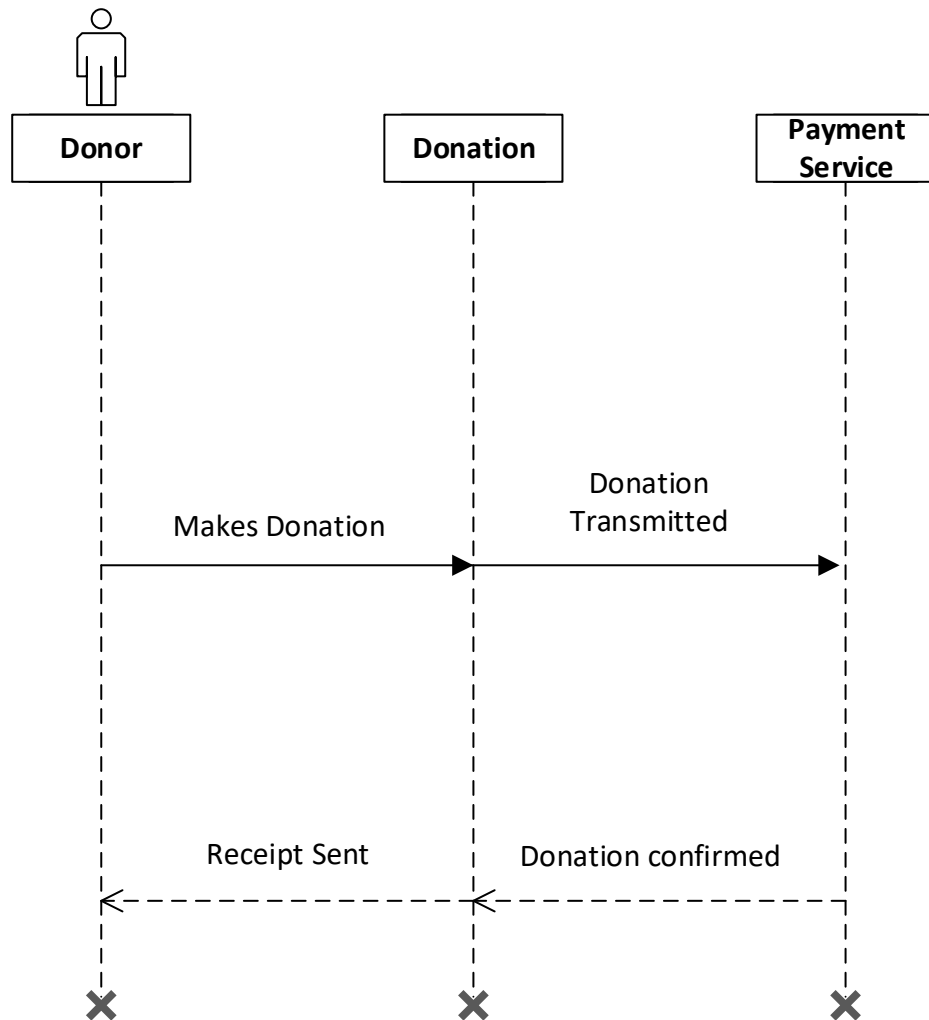 Donor
Donation
Payment
Service
Donation
Transmitted
Makes Donation
Receipt Sent
Donation confirmed